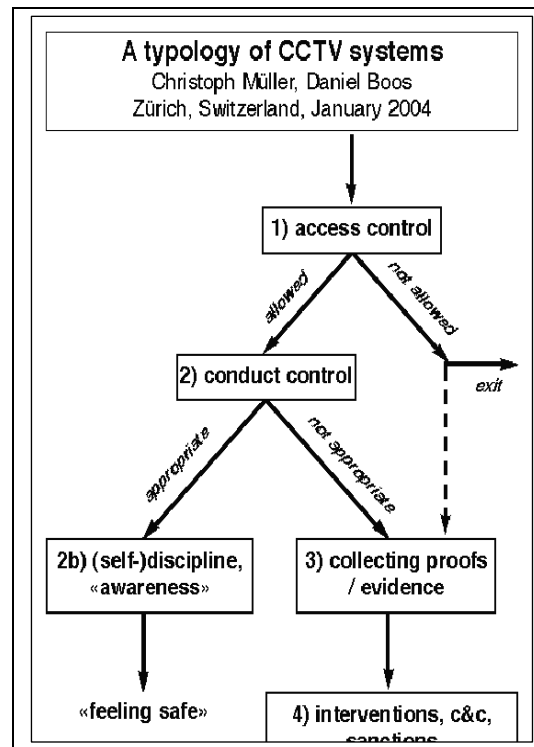 A typology of CCTV systems
Christoph Müller, Daniel Boos
Zürich, Switzerland, January 2004
1) access control
allowed
not allowed
exit
2) conduct control
appropriate
not appropriate
2b) (self-)discipline,
«awareness»
3) collecting proofs
/ evidence
«feeling safe»
4) interventions, c&c,
sanctions